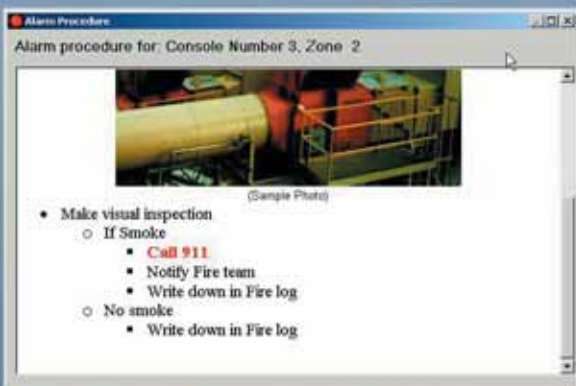 Alarm Procedure
Alarm procedure for: Console Number 3, Zone 2
(Sample Photo)
Make visual inspection
If Smoke
Call 911
Notify Fire team
Write down in Fire log
No smoke
Write down in Fire log